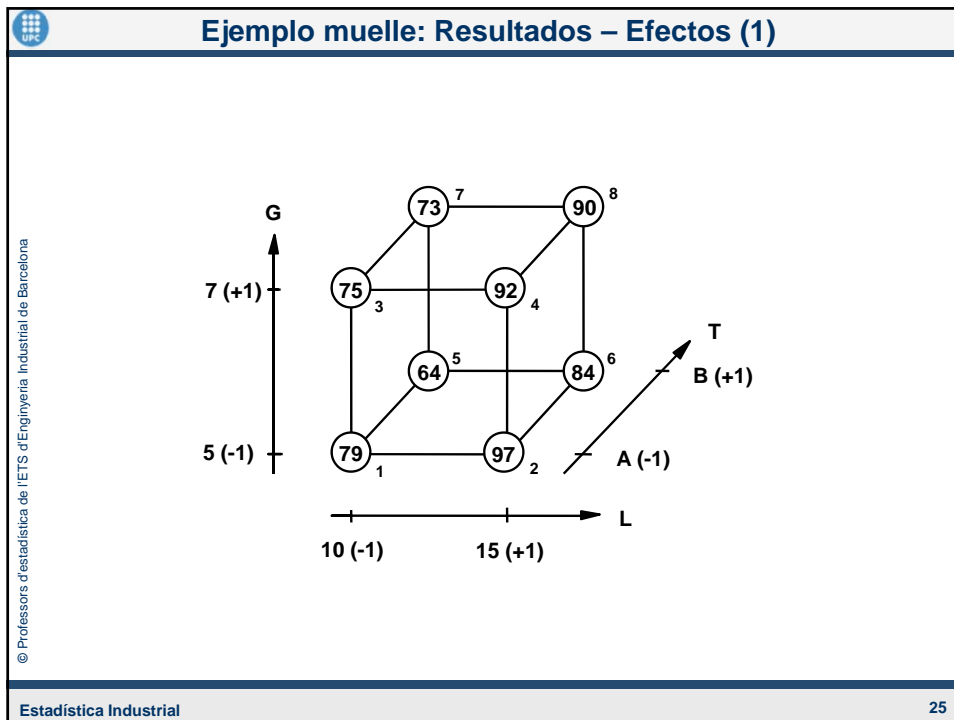 UPC
Ejemplo muelle: Resultados – Efectos (1)
© Professors d'estadística de l'ETS d'Enginyeria Industrial de Barcelona
G
73 7
90 8
7 (+1)
75 3
92 4
T
64 5
84 6
B (+1)
5 (-1)
79 1
97 2
A (-1)
L
10 (-1)
15 (+1)
Estadística Industrial
25